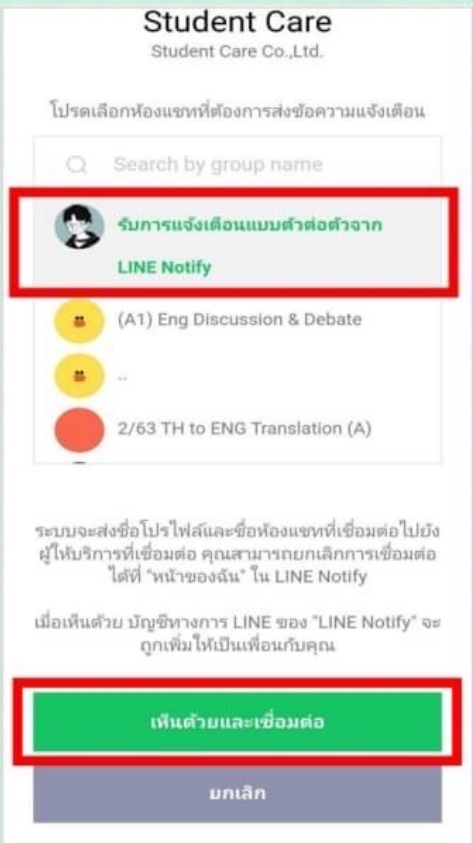 Student Care
Student Care Co.,Ltd.
โปรดเลือกห้องแชทที่ต้องการส่งข้อความแจ้งเตือน
Search by group name
รับการแจ้งเตือนแบบตัวต่อตัวจาก
LINE Notify
(A1) Eng Discussion & Debate
..
2/63 TH to ENG Translation (A)
ระบบจะส่งชื่อโปรไฟล์และชื่อห้องแชทที่เชื่อมต่อไปยัง
ผู้ให้บริการที่เชื่อมต่อ คุณสามารถยกเลิกการเชื่อมต่อ
ได้ที่ "หน้าของฉัน" ใน LINE Notify
เมื่อเห็นด้วย บัญชีทางการ LINE ของ "LINE Notify" จะ
ถูกเพิ่มให้เป็นเพื่อนกับคุณ
เห็นด้วยและเชื่อมต่อ
ยกเลิก